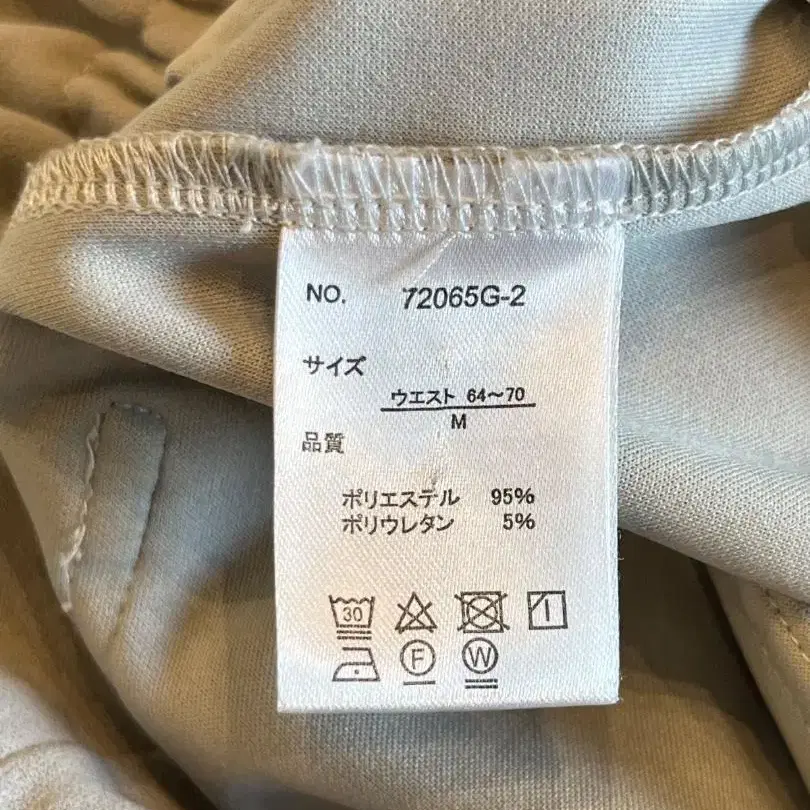 NO. 72065G-2
サイズ
ウエスト 64～70
M
品質
ポリエステル 95%
ポリウレタン 5%
30
F W